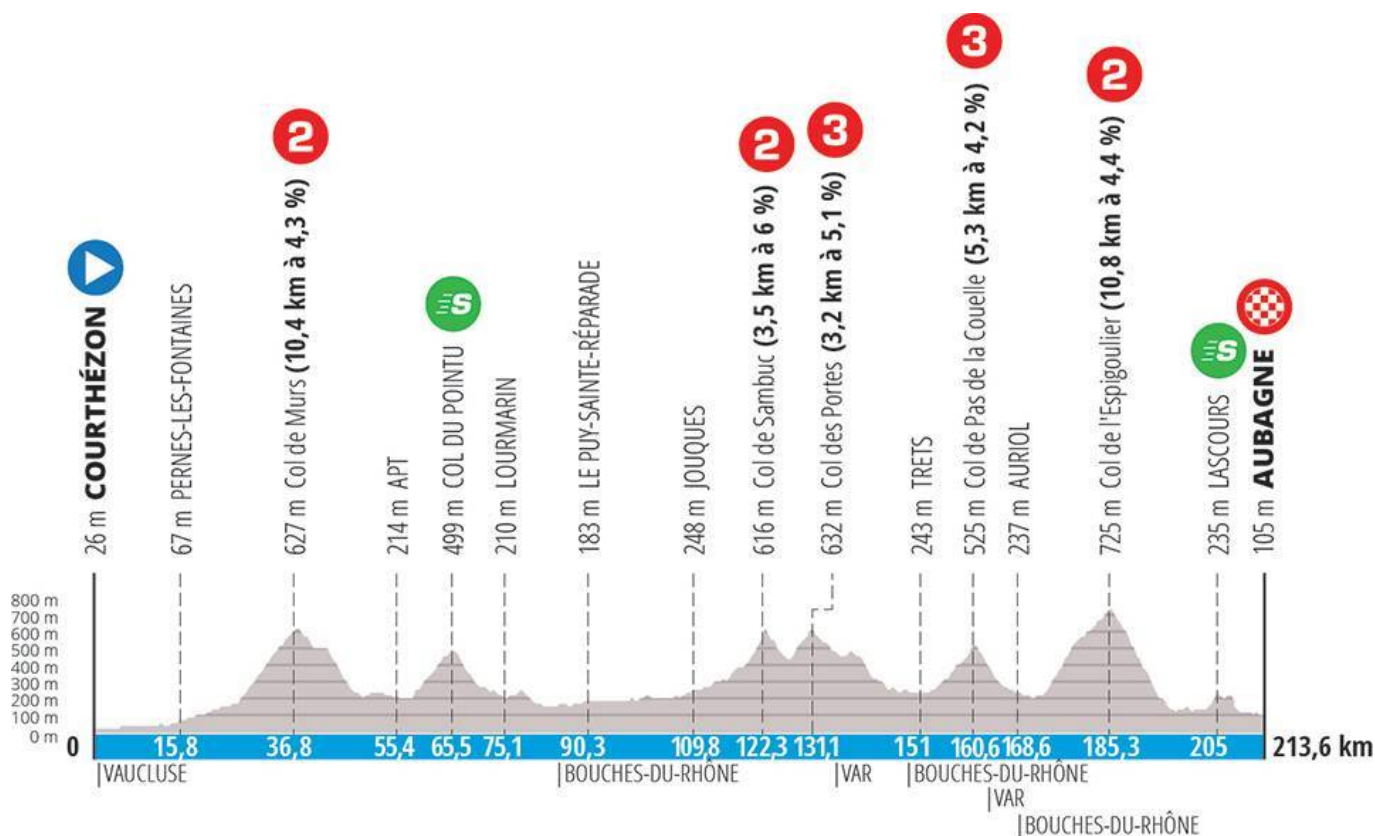 2
3
3
2
2
S
S
26 m COURTHÉZON
67 m PERNES-LES-FONTAINES
627 m Col de Murs (10,4 km à 4,3 %)
214 m APT
499 m COL DU POINTU
210 m LOURMARIN
183 m LE PUY-SAINTE-RÉPARADE
248 m JOUQUES
616 m Col de Sambuc (3,5 km à 6 %)
632 m Col des Portes (3,2 km à 5,1 %)
243 m TRETS
525 m Col de Pas de la Couelle (5,3 km à 4,2 %)
237 m AURIOL
725 m Col de l'Espigoulier (10,8 km à 4,4 %)
235 m LASCOURS
105 m AUBAGNE
800 m
700 m
600 m
500 m
400 m
300 m
200 m
100 m
0 m
0 15,8 36,8 55,4 65,5 75,1 90,3 109,8 122,3 131,1 151 160,6 168,6 185,3 205 213,6 km
VAUCLUSE BOUCHES-DU-RHÔNE VAR BOUCHES-DU-RHÔNE
VAR
BOUCHES-DU-RHÔNE